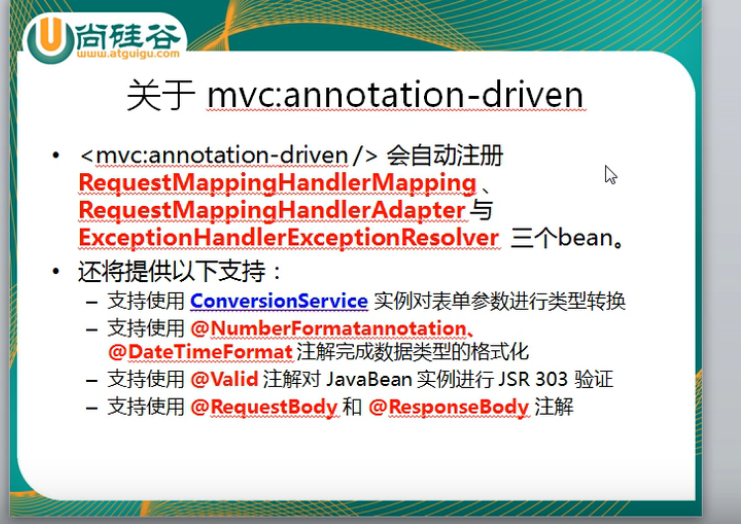 尚硅谷
www.atguigu.com
关于 mvc:annotation-driven
• <mvc:annotation-driven /> 会自动注册
RequestMappingHandlerMapping 、
RequestMappingHandlerAdapter 与
ExceptionHandlerExceptionResolver 三个bean。
• 还将提供以下支持：
– 支持使用 ConversionService 实例对表单参数进行类型转换
– 支持使用 @NumberFormatannotation、
@DateTimeFormat 注解完成数据类型的格式化
– 支持使用 @Valid 注解对 JavaBean 实例进行 JSR 303 验证
– 支持使用 @RequestBody 和 @ResponseBody 注解